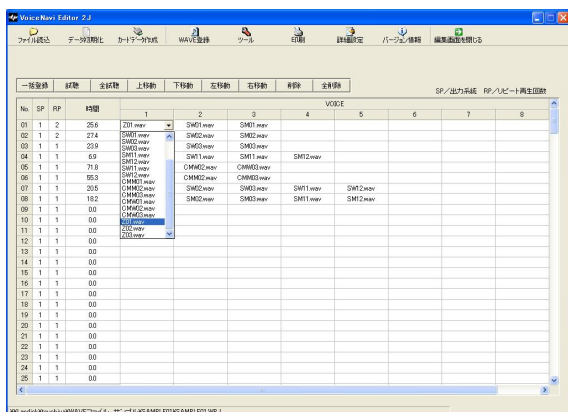 VoiceNavi Editor 2J
ファイル読込 データ初期化 カードデータ作成 WAVE登録 ツール 印刷 詳細設定 バージョン情報 編集画面を閉じる
一括登録 試聴 全試聴 上移動 下移動 左移動 右移動 削除 全削除
SP/出力系統 RP/リピート再生回数
No. SP RP 時間 VOICE
1 2 3 4 5 6 7 8
01 1 2 25.6 Z01.wav SW01.wav SM01.wav
02 1 2 27.4 SW02.wav SM02.wav
03 1 1 23.9 SW03.wav SM03.wav
04 1 1 6.9 SW11.wav SM11.wav SM12.wav
05 1 1 71.8 CMW02.wav CMW03.wav
06 1 1 55.3 CMM02.wav CMM03.wav
07 1 1 20.5 SW02.wav SW03.wav SW11.wav SW12.wav
08 1 1 18.2 SM02.wav SM03.wav SM11.wav SM12.wav
09 1 1 0.0
10 1 1 0.0
11 1 1 0.0
12 1 1 0.0
13 1 1 0.0
14 1 1 0.0
15 1 1 0.0
16 1 1 0.0
17 1 1 0.0
18 1 1 0.0
19 1 1 0.0
20 1 1 0.0
21 1 1 0.0
22 1 1 0.0
23 1 1 0.0
24 1 1 0.0
25 1 1 0.0
SW01.wav
SM02.wav
SM03.wav
SM11.wav
SM12.wav
SW11.wav
SW12.wav
CMM01.wav
CMM02.wav
CMM03.wav
CMW01.wav
CMW02.wav
CMW03.wav
Z01.wav
Z02.wav
Z03.wav